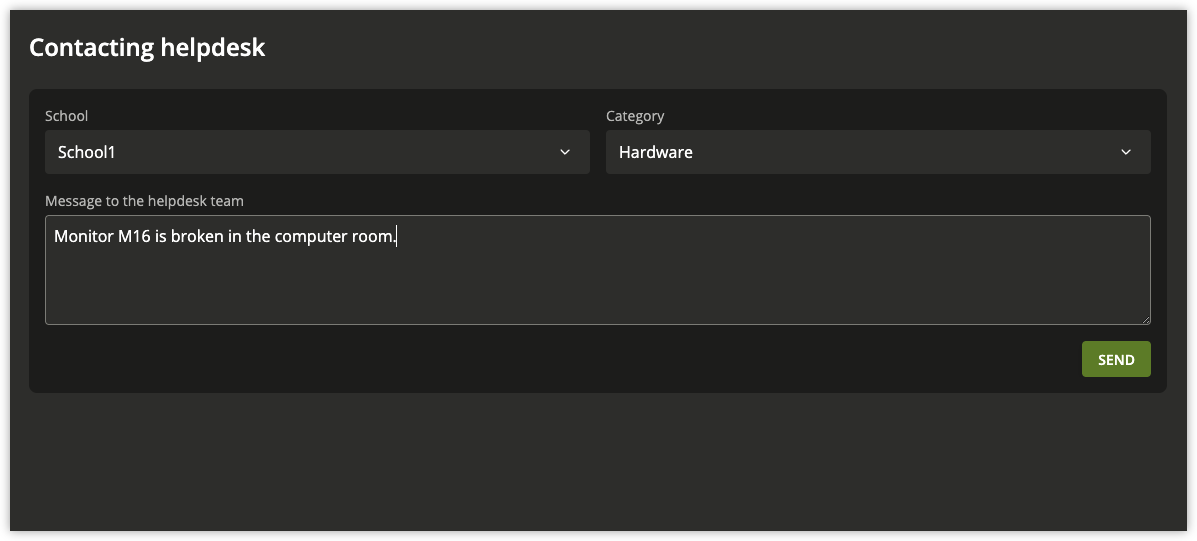 Contacting helpdesk
School
Category
School1
Hardware
Message to the helpdesk team
Monitor M16 is broken in the computer room.
SEND